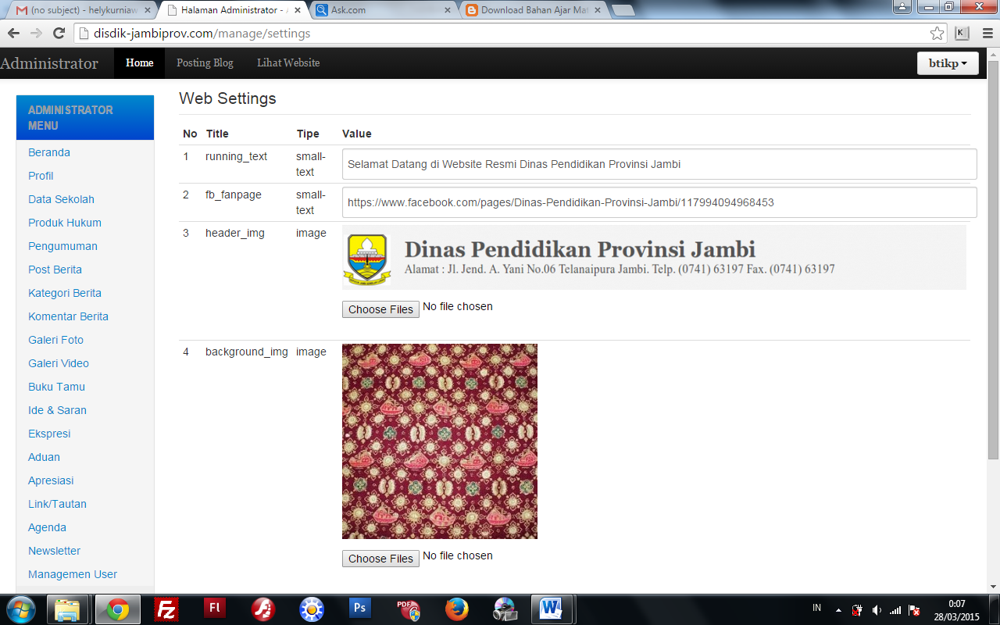 (no subject) - helykurniaw
Halaman Administrator - A
Ask.com
Download Bahan Ajar Mat
disdik-jambiprov.com/manage/settings
K
Administrator
Home
Posting Blog
Lihat Website
btikp
ADMINISTRATOR
MENU
Beranda
Profil
Data Sekolah
Produk Hukum
Pengumuman
Post Berita
Kategori Berita
Komentar Berita
Galeri Foto
Galeri Video
Buku Tamu
Ide & Saran
Ekspresi
Aduan
Apresiasi
Link/Tautan
Agenda
Newsletter
Managemen User
Web Settings
No Title Tipe Value
1 running_text small-text Selamat Datang di Website Resmi Dinas Pendidikan Provinsi Jambi
2 fb_fanpage small-text https://www.facebook.com/pages/Dinas-Pendidikan-Provinsi-Jambi/117994094968453
3 header_img image
Dinas Pendidikan Provinsi Jambi
Alamat : Jl. Jend. A. Yani No.06 Telanaipura Jambi. Telp. (0741) 63197 Fax. (0741) 63197
Choose Files No file chosen
4 background_img image
Choose Files No file chosen
Fz
Fl
Ps
PDF
W
IN
0:07
28/03/2015